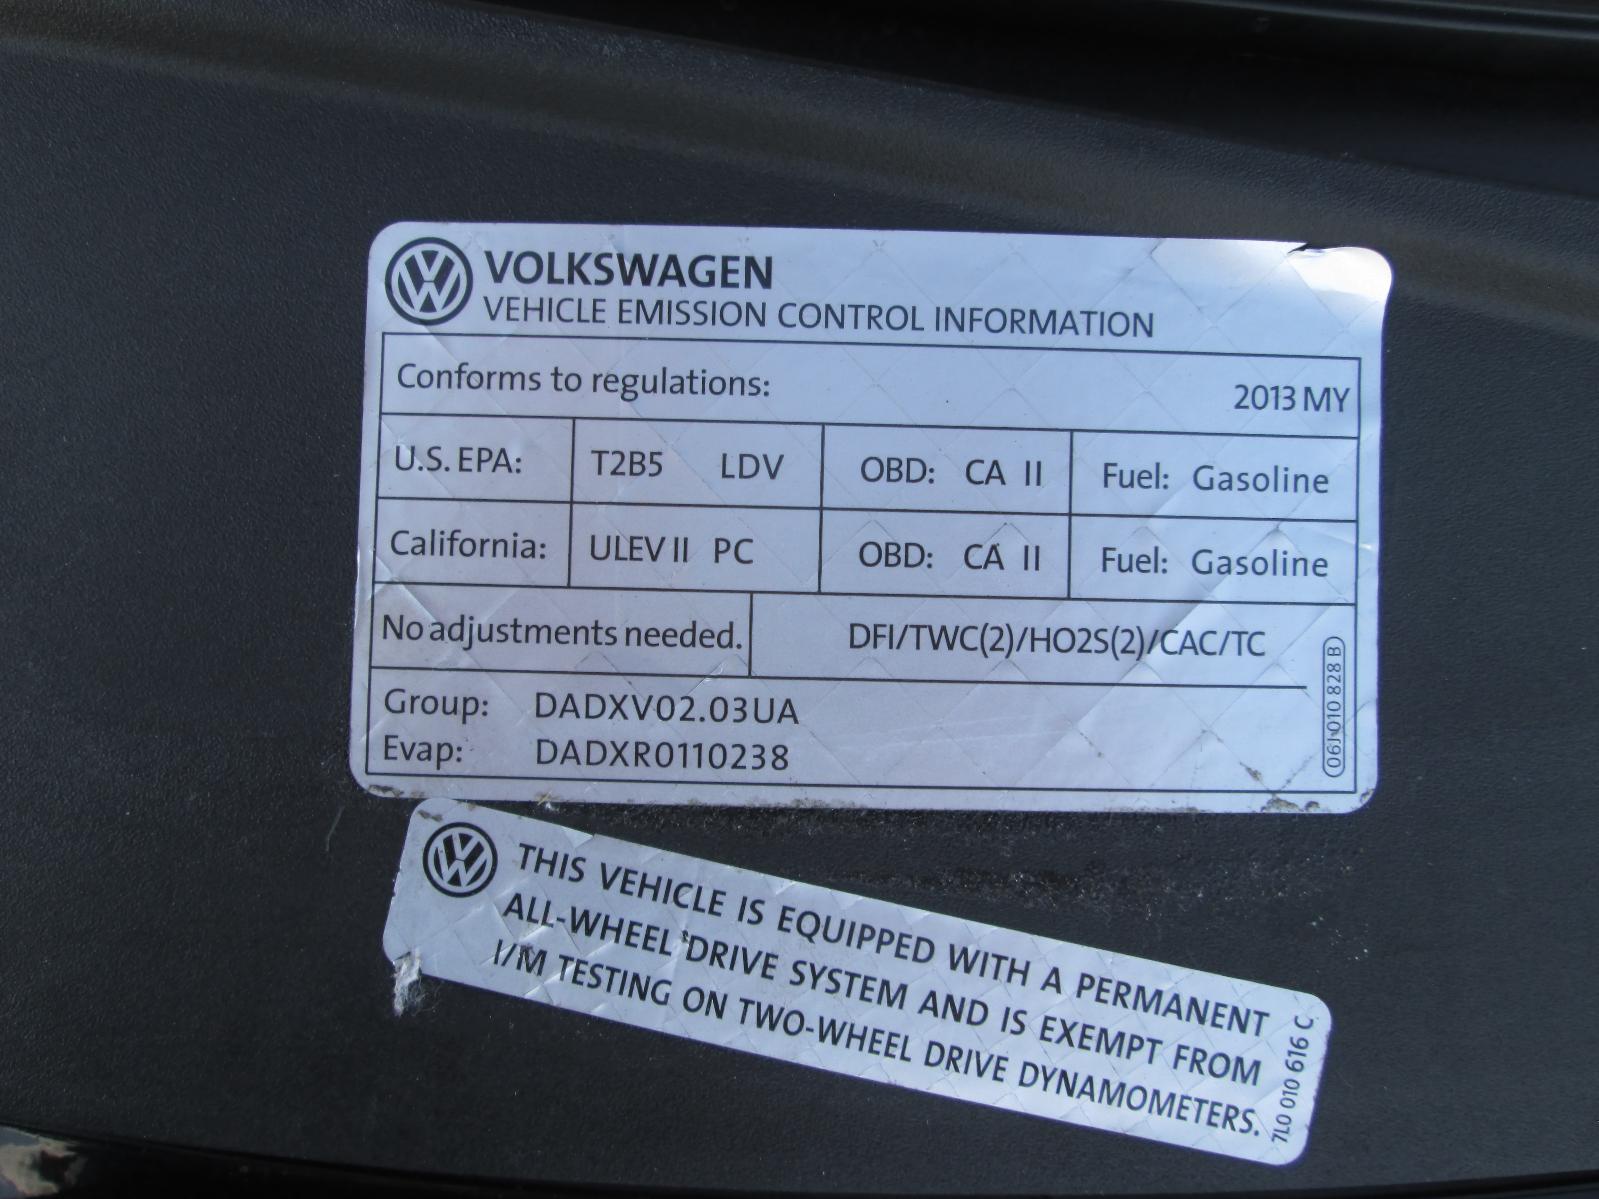 VOLKSWAGEN
VEHICLE EMISSION CONTROL INFORMATION
Conforms to regulations: 2013 MY
U.S. EPA: T2B5 LDV OBD: CA II Fuel: Gasoline
California: ULEV II PC OBD: CA II Fuel: Gasoline
No adjustments needed. DFI/TWC(2)/HO2S(2)/CAC/TC
Group: DADXV02.03UA
Evap: DADXR0110238
06J 010 828 B
THIS VEHICLE IS EQUIPPED WITH A PERMANENT
ALL-WHEEL DRIVE SYSTEM AND IS EXEMPT FROM
I/M TESTING ON TWO-WHEEL DRIVE DYNAMOMETERS.
7L0 010 616 C